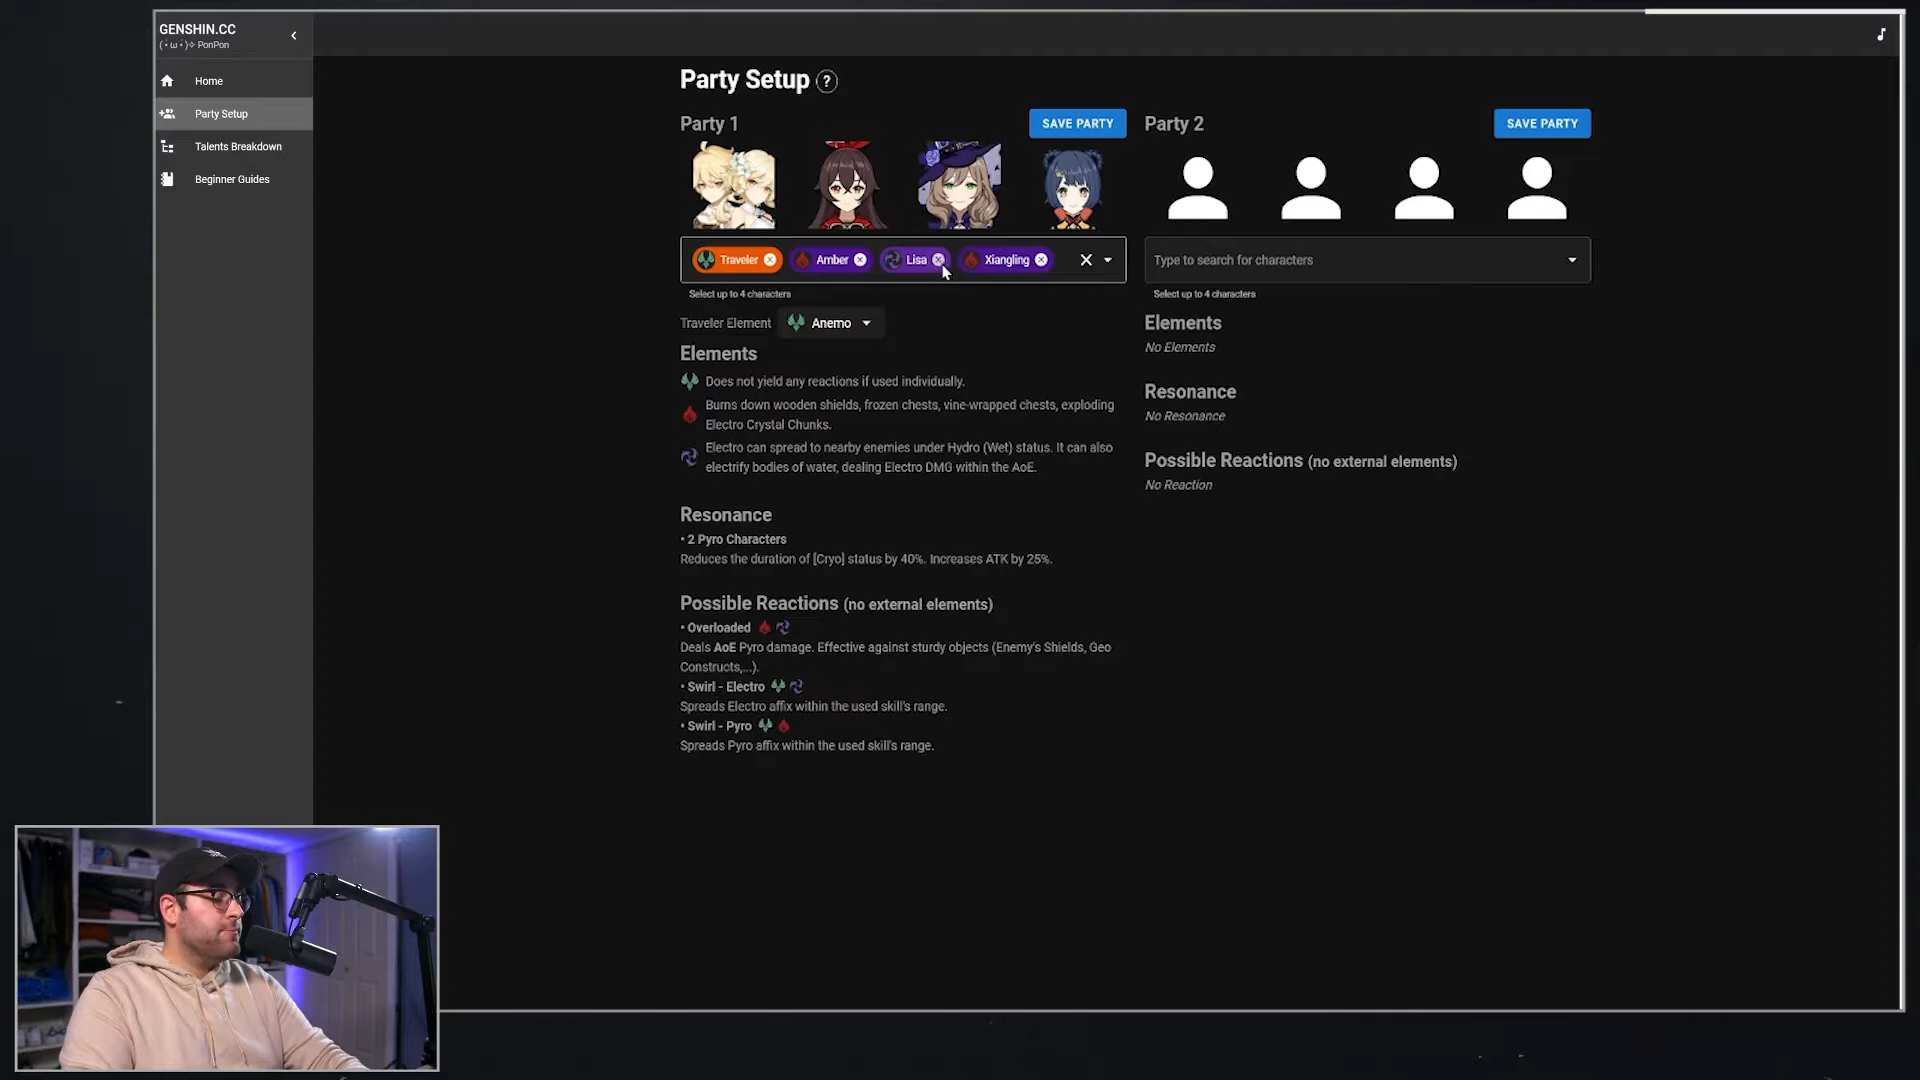 GENSHIN.CC
(·ω·)✧ PonPon
Home
Party Setup
Talents Breakdown
Beginner Guides
Party Setup ?
Party 1
SAVE PARTY
Traveler
Amber
Lisa
Xiangling
Select up to 4 characters
Traveler Element
Anemo
Elements
Does not yield any reactions if used individually.
Burns down wooden shields, frozen chests, vine-wrapped chests, exploding
Electro Crystal Chunks.
Electro can spread to nearby enemies under Hydro (Wet) status. It can also
electrify bodies of water, dealing Electro DMG within the AoE.
Resonance
• 2 Pyro Characters
Reduces the duration of [Cryo] status by 40%. Increases ATK by 25%.
Possible Reactions (no external elements)
• Overloaded
Deals AoE Pyro damage. Effective against sturdy objects (Enemy's Shields, Geo
Constructs,...).
• Swirl - Electro
Spreads Electro affix within the used skill's range.
• Swirl - Pyro
Spreads Pyro affix within the used skill's range.
Party 2
SAVE PARTY
Type to search for characters
Select up to 4 characters
Elements
No Elements
Resonance
No Resonance
Possible Reactions (no external elements)
No Reaction